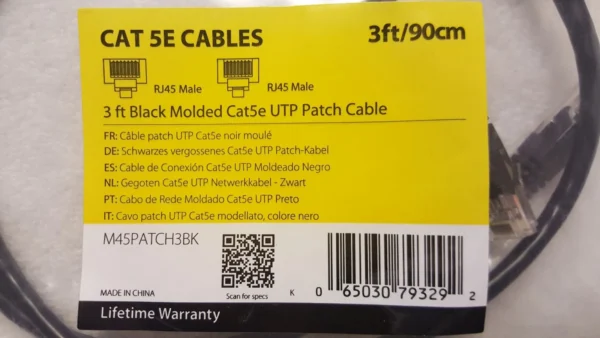 CAT 5E CABLES
3ft/90cm
RJ45 Male
RJ45 Male
3 ft Black Molded Cat5e UTP Patch Cable
FR: Câble patch UTP Cat5e noir moulé
DE: Schwarzes vergossenes Cat5e UTP Patch-Kabel
ES: Cable de Conexión Cat5e UTP Moldeado Negro
NL: Gegoten Cat5e UTP Netwerkkabel - Zwart
PT: Cabo de Rede Moldado Cat5e UTP Preto
IT: Cavo patch UTP Cat5e modellato, colore nero
M45PATCH3BK
MADE IN CHINA
Scan for specs
K
0 65030 79329 2
Lifetime Warranty